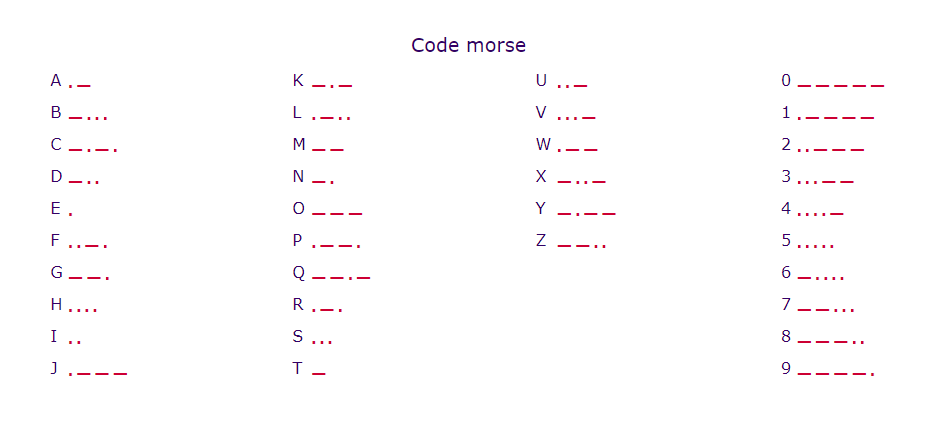 Code morse
A .—
B —...
C —.—.
D —..
E .
F ..—.
G ——.
H ....
I ..
J .———
K —.—
L .—..
M ——
N —.
O ———
P .——.
Q ——.—
R .—.
S ...
T —
U ..—
V ...—
W .——
X —..—
Y —.——
Z ——..
0 —————
1 .————
2 ..———
3 ...——
4 ....—
5 .....
6 —....
7 ——...
8 ———..
9 ————.